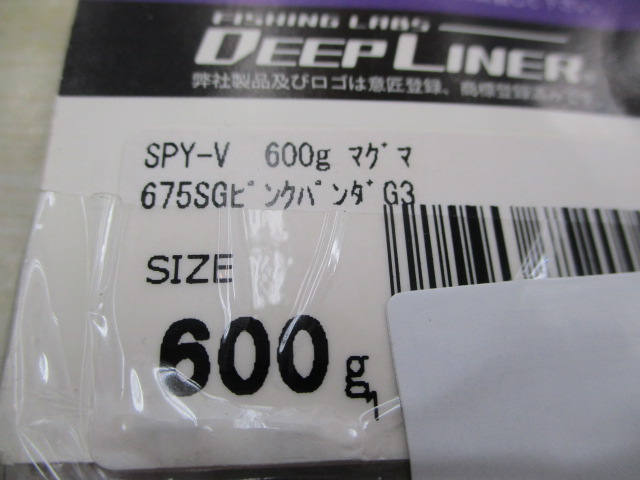 FISHING LABS
DEEP LINER
弊社製品及びロゴは意匠登録、商標登録済みです。
SPY-V 600g ﾏｸﾞﾏ
675SGﾋﾟﾝｸﾊﾟﾝﾀﾞG3
SIZE
600g